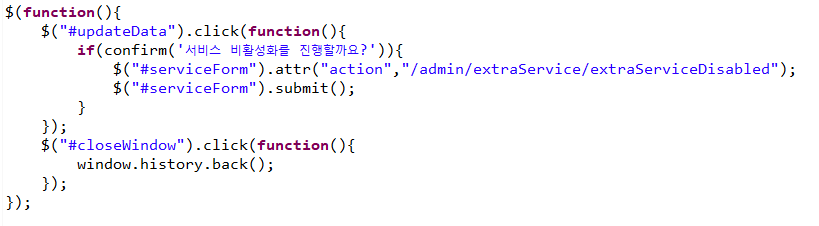 $(function(){
    $("#updateData").click(function(){
        if(confirm('서비스 비활성화를 진행할까요?')){
            $("#serviceForm").attr("action","/admin/extraService/extraServiceDisabled");
            $("#serviceForm").submit();
        }
    });
    $("#closeWindow").click(function(){
        window.history.back();
    });
});